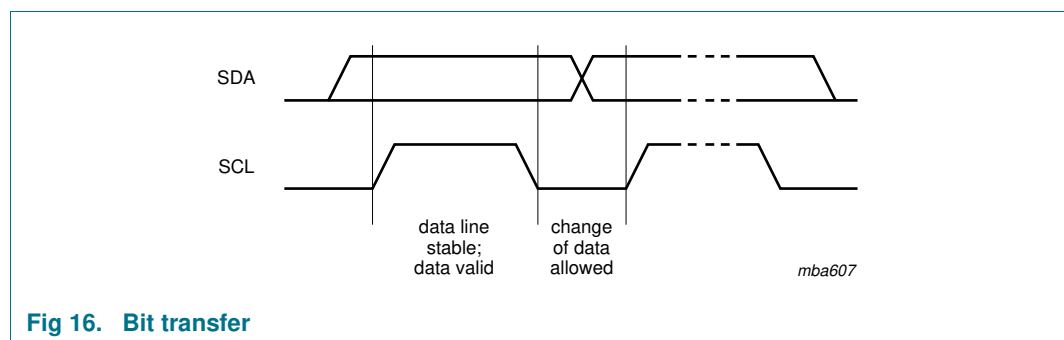 SDA
SCL
data line
stable;
data valid
change
of data
allowed
mba607
Fig 16. Bit transfer